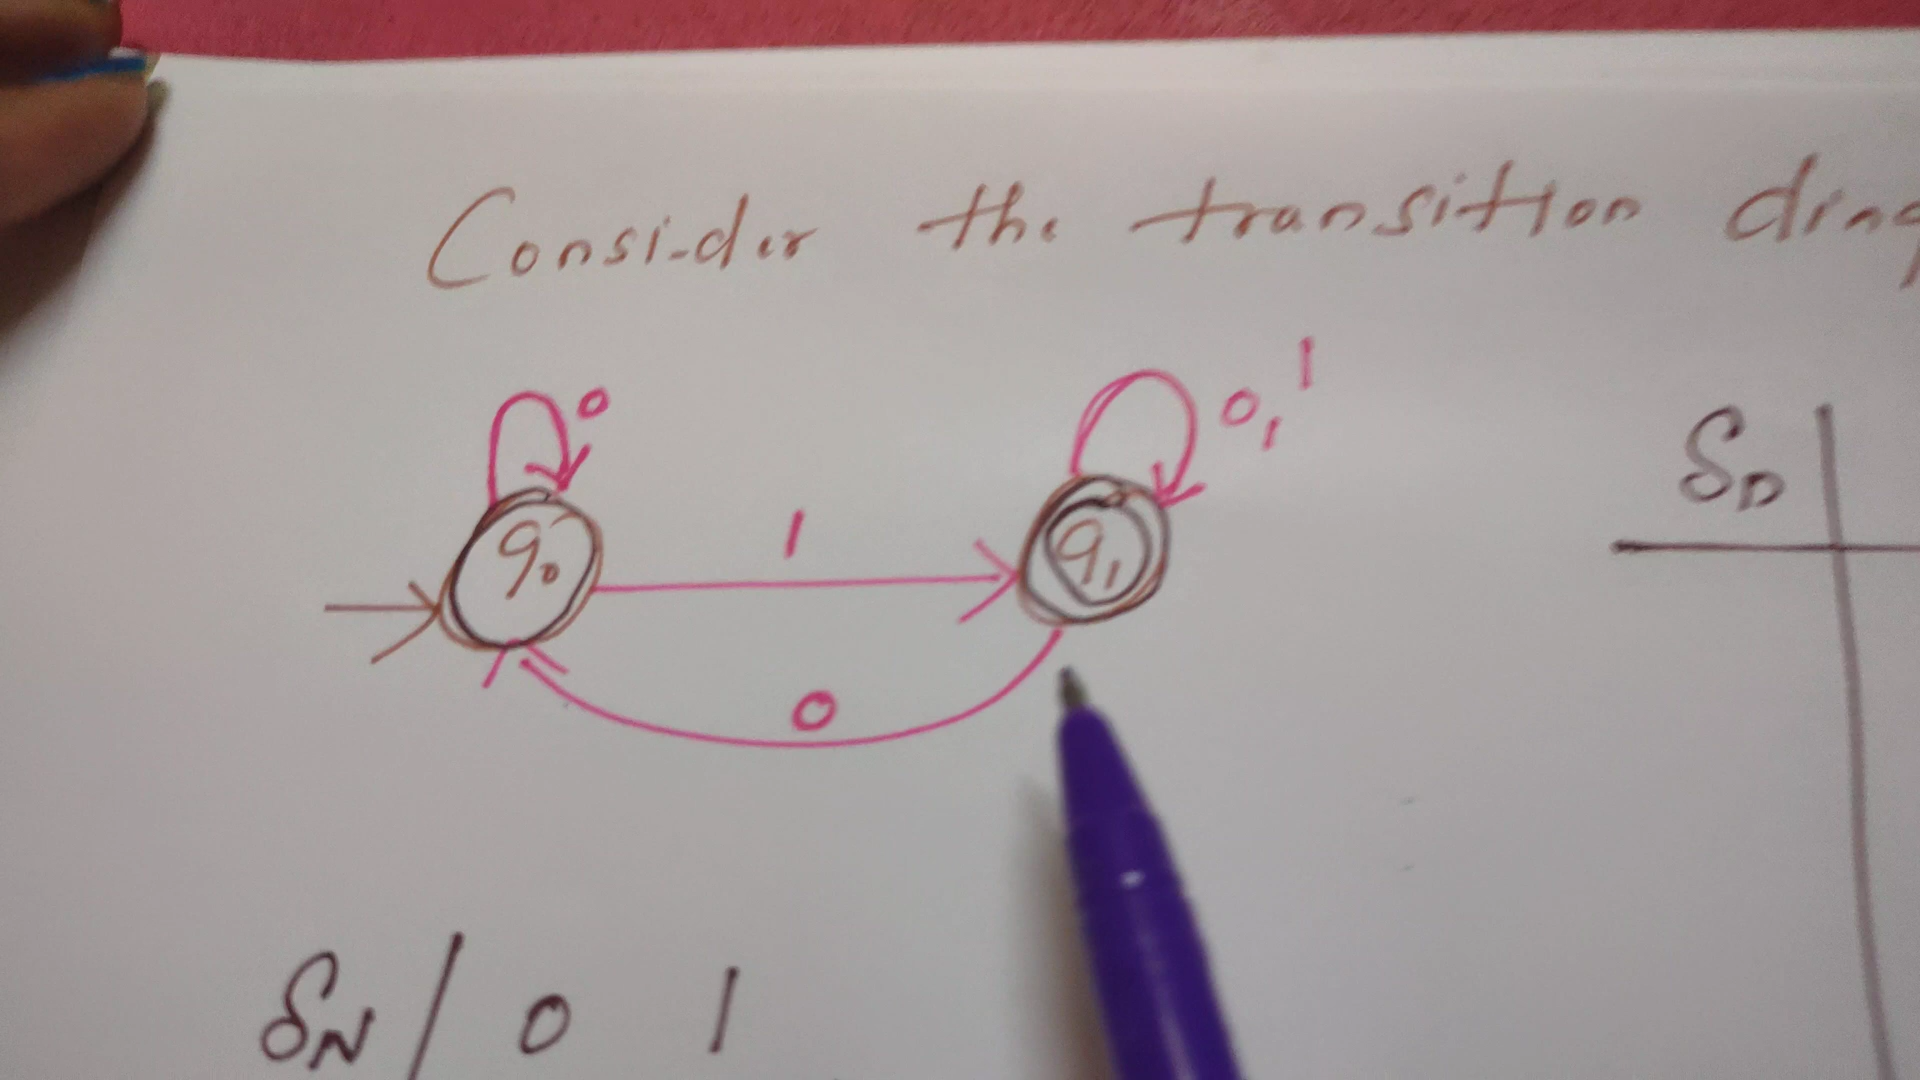 Consider the transition diag
0
0, 1
1
q0
q1
0
δD
δN 0 1